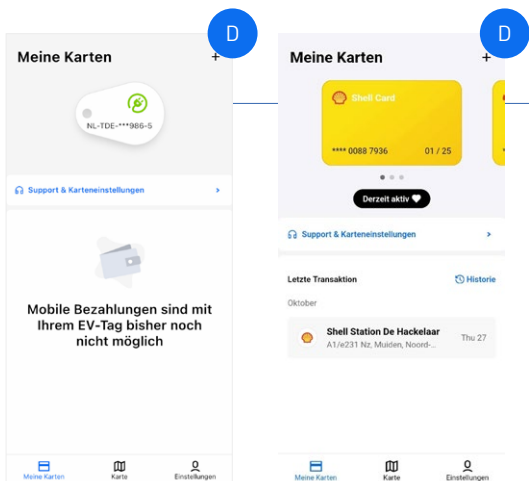 D
Meine Karten
+
NL-TDE-***986-5
Support & Karteneinstellungen
Mobile Bezahlungen sind mit
Ihrem EV-Tag bisher noch
nicht möglich
Meine Karten
Karte
Einstellungen
D
Meine Karten
+
Shell Card
**** 0088 7936
01 / 25
Derzeit aktiv
Support & Karteneinstellungen
Letzte Transaktion
Historie
Oktober
Shell Station De Hackelaar
A1/e231 Nz, Muiden, Noord-...
Thu 27
Meine Karten
Karte
Einstellungen